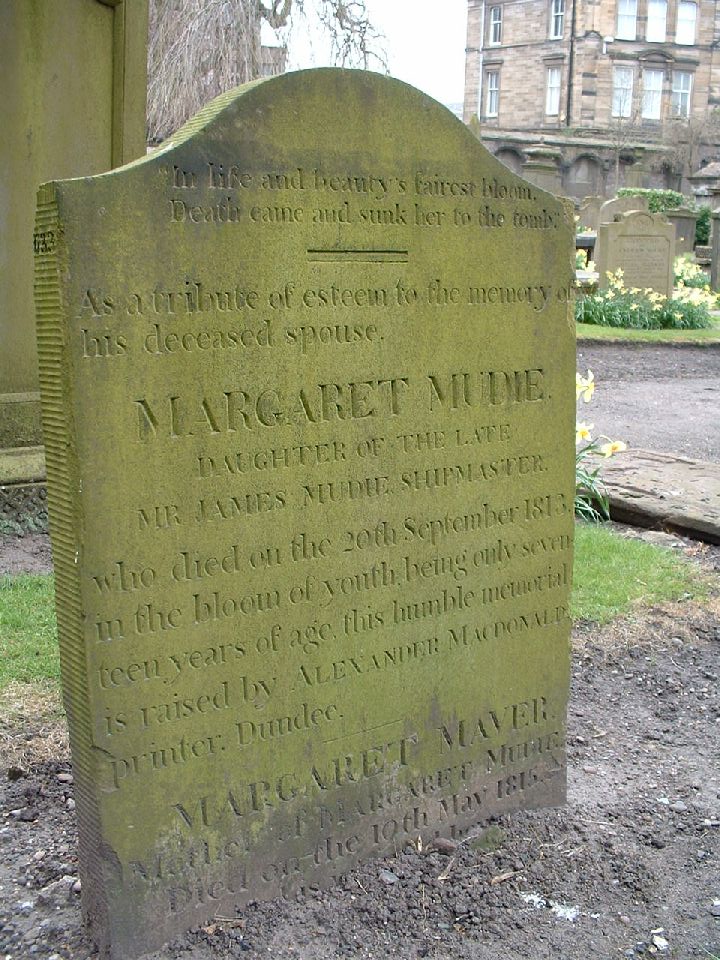 "In life and beauty's fairest bloom,
Death came and sunk her to the tomb."
As a tribute of esteem, to the memory of
his deceased spouse,
MARGARET MUDIE,
DAUGHTER OF THE LATE
MR JAMES MUDIE SHIPMASTER,
who died on the 20th September 1813,
in the bloom of youth, being only seven-
teen years of age, this humble memorial
is raised by ALEXANDER MACDONALD,
printer, Dundee.
MARGARET MAVER,
Mother of MARGARET MUDIE
Died on the 19th May 1815